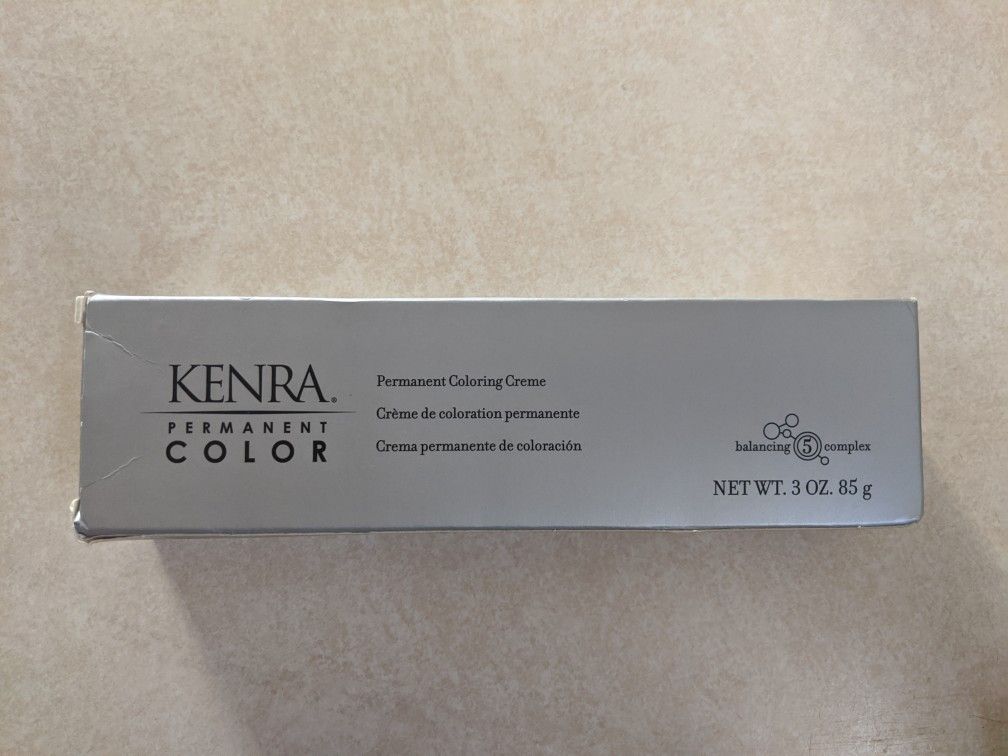 KENRA®
PERMANENT
COLOR
Permanent Coloring Creme
Crème de coloration permanente
Crema permanente de coloración
balancing 5 complex
NET WT. 3 OZ. 85 g